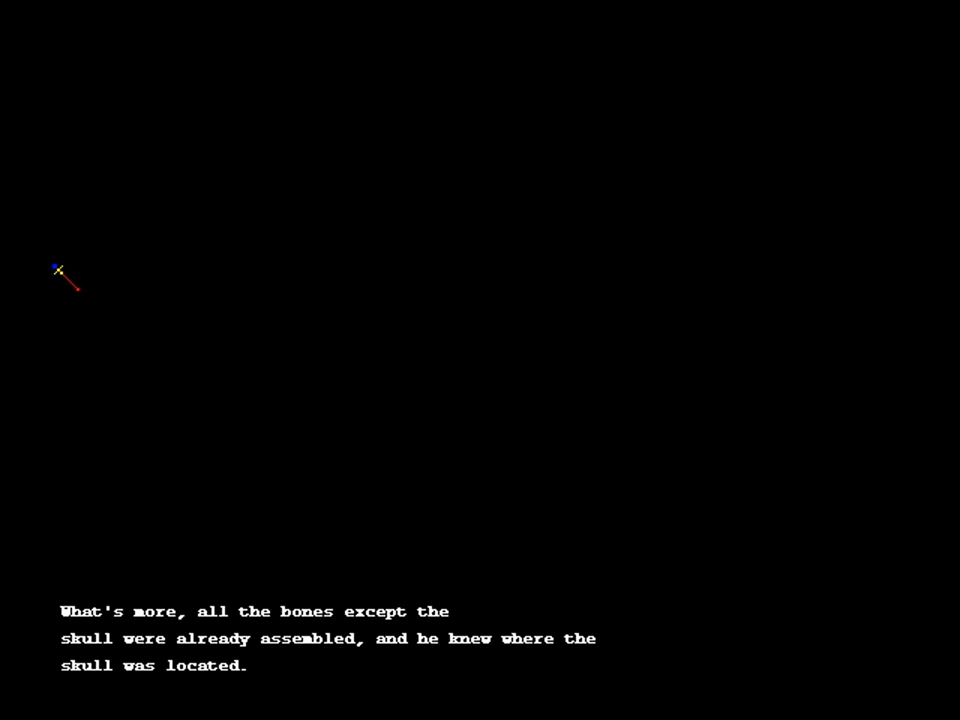 What's more, all the bones except the
skull were already assembled, and he knew where the
skull was located.